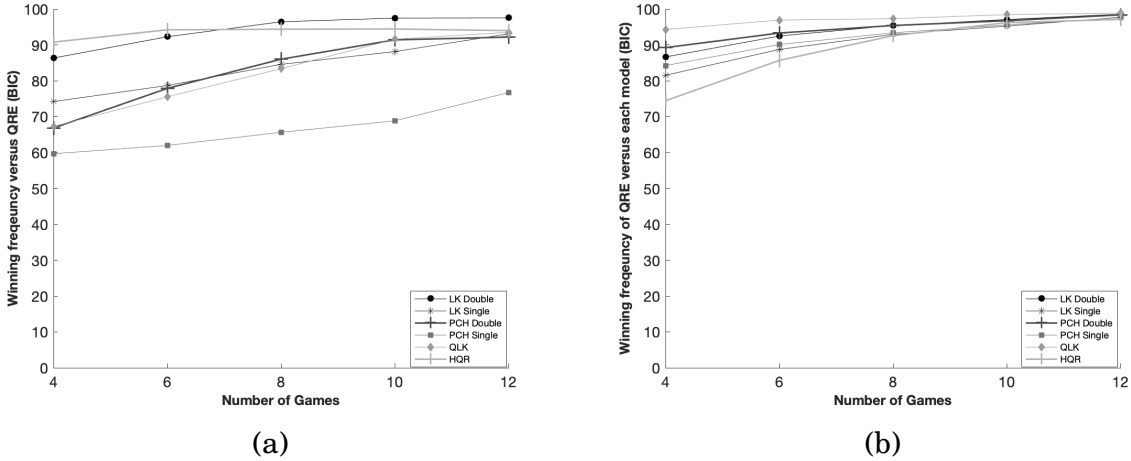 Winning freqeuncy versus QRE (BIC)
100
90
80
70
60
50
40
30
20
10
0
4
6
8
10
12
Number of Games
LK Double
LK Single
PCH Double
PCH Single
QLK
HQR
(a)
Winning freqeuncy of QRE versus each model (BIC)
100
90
80
70
60
50
40
30
20
10
0
4
6
8
10
12
Number of Games
LK Double
LK Single
PCH Double
PCH Single
QLK
HQR
(b)